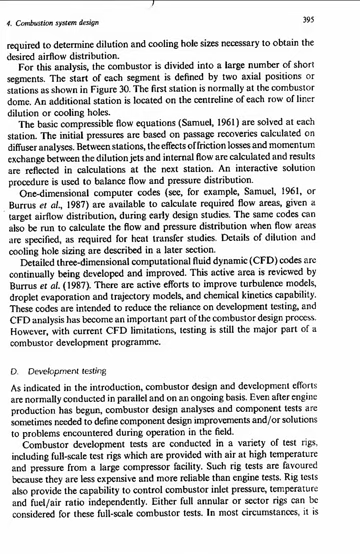 4. Combustion system design 395
required to determine dilution and cooling hole sizes necessary to obtain the
desired airflow distribution.
For this analysis, the combustor is divided into a large number of short
segments. The start of each segment is defined by two axial positions or
stations as shown in Figure 30. The first station is normally at the combustor
dome. An additional station is located on the centreline of each row of liner
dilution or cooling holes.
The basic compressible flow equations (Samuel, 1961) are solved at each
station. The initial pressures are based on passage recoveries calculated on
diffuser analyses. Between stations, the effects of friction losses and momentum
exchange between the dilution jets and internal flow are calculated and results
are reflected in calculations at the next station. An interactive solution
procedure is used to balance flow and pressure distribution.
One-dimensional computer codes (see, for example, Samuel, 1961, or
Burrus et al., 1987) are available to calculate required flow areas, given a
target airflow distribution, during early design studies. The same codes can
also be run to calculate the flow and pressure distribution when flow areas
are specified, as required for heat transfer studies. Details of dilution and
cooling hole sizing are described in a later section.
Detailed three-dimensional computational fluid dynamic (CFD) codes are
continually being developed and improved. This active area is reviewed by
Burrus et al. (1987). There are active efforts to improve turbulence models,
droplet evaporation and trajectory models, and chemical kinetics capability.
These codes are intended to reduce the reliance on development testing, and
CFD analysis has become an important part of the combustor design process.
However, with current CFD limitations, testing is still the major part of a
combustor development programme.
D. Development testing
As indicated in the introduction, combustor design and development efforts
are normally conducted in parallel and on an ongoing basis. Even after engine
production has begun, combustor design analyses and component tests are
sometimes needed to define component design improvements and/or solutions
to problems encountered during operation in the field.
Combustor development tests are conducted in a variety of test rigs,
including full-scale test rigs which are provided with air at high temperature
and pressure from a large compressor facility. Such rig tests are favoured
because they are less expensive and more reliable than engine tests. Rig tests
also provide the capability to control combustor inlet pressure, temperature
and fuel/air ratio independently. Either full annular or sector rigs can be
considered for these full-scale combustor tests. In most circumstances, it is